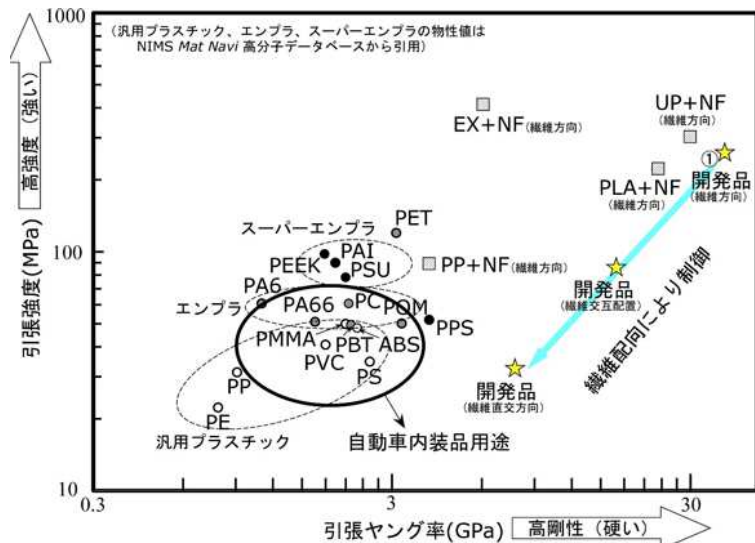 1000
（汎用プラスチック、エンプラ、スーパーエンプラの物性値は
NIMS Mat Navi 高分子データベースから引用）
高強度（強い）
引張強度(MPa)
100
10
EX+NF(繊維方向)
UP+NF
(繊維方向)
①
PLA+NF
(繊維方向)
開発品
(繊維方向)
スーパーエンプラ
PET
PAI
PEEK
PSU
PP+NF(繊維方向)
PA6
エンプラ
PA66
PC
POM
PPS
PMMA
PBT
ABS
PVC
PS
PP
PE
汎用プラスチック
自動車内装品用途
開発品
(繊維交互配置)
開発品
(繊維直交方向)
繊維配向により制御
0.3
3
30
引張ヤング率(GPa)
高剛性（硬い）